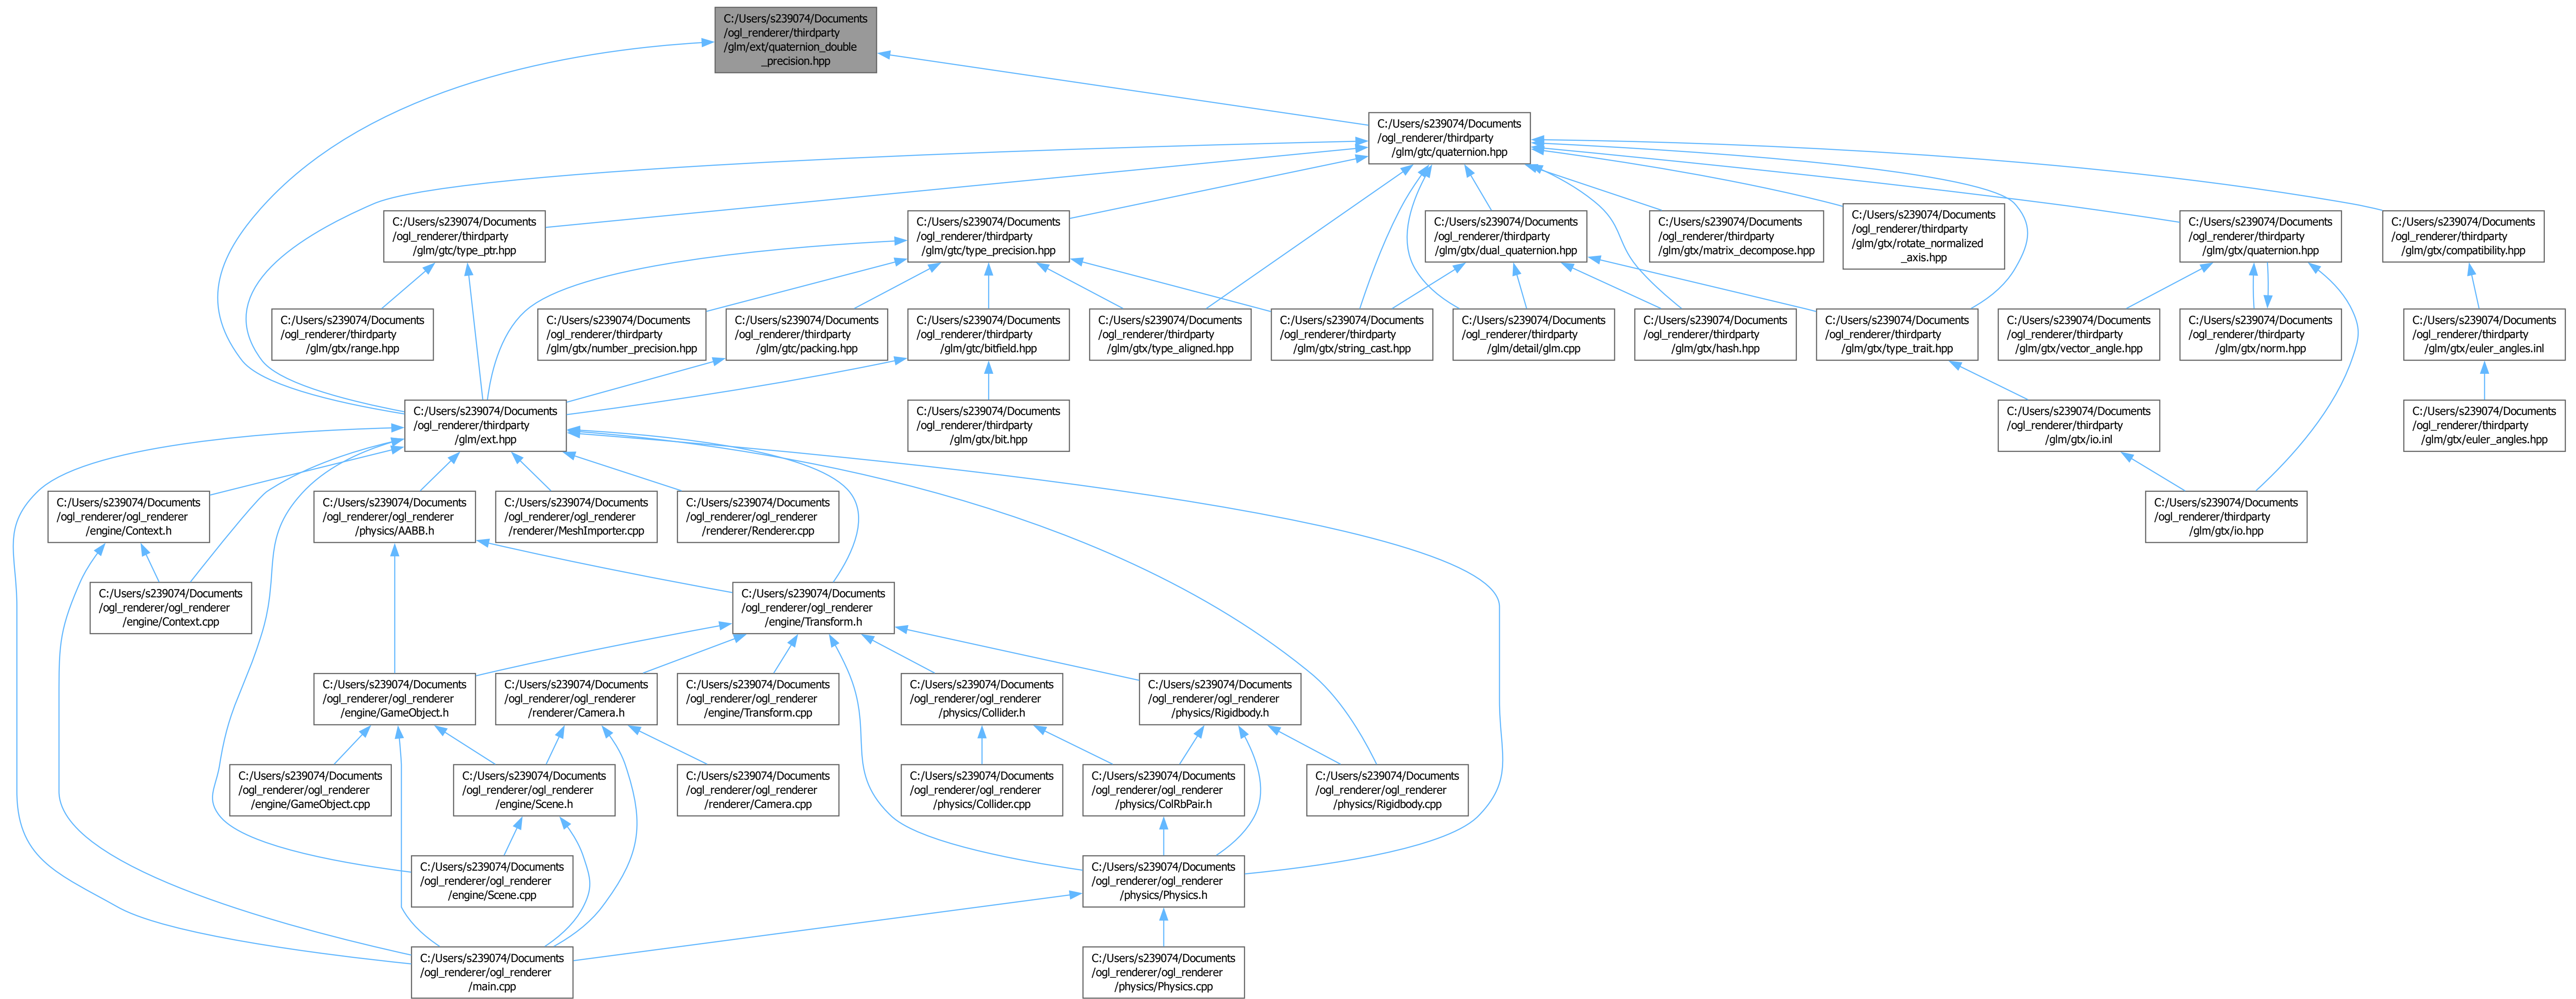 C:/Users/s239074/Documents
/ogl_renderer/thirdparty
/glm/ext/quaternion_double
_precision.hpp
C:/Users/s239074/Documents
/ogl_renderer/thirdparty
/glm/gtc/quaternion.hpp
C:/Users/s239074/Documents
/ogl_renderer/thirdparty
/glm/gtc/type_ptr.hpp
C:/Users/s239074/Documents
/ogl_renderer/thirdparty
/glm/gtc/type_precision.hpp
C:/Users/s239074/Documents
/ogl_renderer/thirdparty
/glm/gtx/dual_quaternion.hpp
C:/Users/s239074/Documents
/ogl_renderer/thirdparty
/glm/gtx/matrix_decompose.hpp
C:/Users/s239074/Documents
/ogl_renderer/thirdparty
/glm/gtx/rotate_normalized
_axis.hpp
C:/Users/s239074/Documents
/ogl_renderer/thirdparty
/glm/gtx/quaternion.hpp
C:/Users/s239074/Documents
/ogl_renderer/thirdparty
/glm/gtx/compatibility.hpp
C:/Users/s239074/Documents
/ogl_renderer/thirdparty
/glm/gtx/range.hpp
C:/Users/s239074/Documents
/ogl_renderer/thirdparty
/glm/gtx/number_precision.hpp
C:/Users/s239074/Documents
/ogl_renderer/thirdparty
/glm/gtc/packing.hpp
C:/Users/s239074/Documents
/ogl_renderer/thirdparty
/glm/gtc/bitfield.hpp
C:/Users/s239074/Documents
/ogl_renderer/thirdparty
/glm/gtx/type_aligned.hpp
C:/Users/s239074/Documents
/ogl_renderer/thirdparty
/glm/gtx/string_cast.hpp
C:/Users/s239074/Documents
/ogl_renderer/thirdparty
/glm/detail/glm.cpp
C:/Users/s239074/Documents
/ogl_renderer/thirdparty
/glm/gtx/hash.hpp
C:/Users/s239074/Documents
/ogl_renderer/thirdparty
/glm/gtx/type_trait.hpp
C:/Users/s239074/Documents
/ogl_renderer/thirdparty
/glm/gtx/vector_angle.hpp
C:/Users/s239074/Documents
/ogl_renderer/thirdparty
/glm/gtx/norm.hpp
C:/Users/s239074/Documents
/ogl_renderer/thirdparty
/glm/gtx/euler_angles.inl
C:/Users/s239074/Documents
/ogl_renderer/thirdparty
/glm/ext.hpp
C:/Users/s239074/Documents
/ogl_renderer/thirdparty
/glm/gtx/bit.hpp
C:/Users/s239074/Documents
/ogl_renderer/thirdparty
/glm/gtx/io.inl
C:/Users/s239074/Documents
/ogl_renderer/thirdparty
/glm/gtx/euler_angles.hpp
C:/Users/s239074/Documents
/ogl_renderer/ogl_renderer
/engine/Context.h
C:/Users/s239074/Documents
/ogl_renderer/ogl_renderer
/physics/AABB.h
C:/Users/s239074/Documents
/ogl_renderer/ogl_renderer
/renderer/MeshImporter.cpp
C:/Users/s239074/Documents
/ogl_renderer/ogl_renderer
/renderer/Renderer.cpp
C:/Users/s239074/Documents
/ogl_renderer/thirdparty
/glm/gtx/io.hpp
C:/Users/s239074/Documents
/ogl_renderer/ogl_renderer
/engine/Context.cpp
C:/Users/s239074/Documents
/ogl_renderer/ogl_renderer
/engine/Transform.h
C:/Users/s239074/Documents
/ogl_renderer/ogl_renderer
/engine/GameObject.h
C:/Users/s239074/Documents
/ogl_renderer/ogl_renderer
/renderer/Camera.h
C:/Users/s239074/Documents
/ogl_renderer/ogl_renderer
/engine/Transform.cpp
C:/Users/s239074/Documents
/ogl_renderer/ogl_renderer
/physics/Collider.h
C:/Users/s239074/Documents
/ogl_renderer/ogl_renderer
/physics/Rigidbody.h
C:/Users/s239074/Documents
/ogl_renderer/ogl_renderer
/engine/GameObject.cpp
C:/Users/s239074/Documents
/ogl_renderer/ogl_renderer
/engine/Scene.h
C:/Users/s239074/Documents
/ogl_renderer/ogl_renderer
/renderer/Camera.cpp
C:/Users/s239074/Documents
/ogl_renderer/ogl_renderer
/physics/Collider.cpp
C:/Users/s239074/Documents
/ogl_renderer/ogl_renderer
/physics/ColRbPair.h
C:/Users/s239074/Documents
/ogl_renderer/ogl_renderer
/physics/Rigidbody.cpp
C:/Users/s239074/Documents
/ogl_renderer/ogl_renderer
/engine/Scene.cpp
C:/Users/s239074/Documents
/ogl_renderer/ogl_renderer
/physics/Physics.h
C:/Users/s239074/Documents
/ogl_renderer/ogl_renderer
/main.cpp
C:/Users/s239074/Documents
/ogl_renderer/ogl_renderer
/physics/Physics.cpp